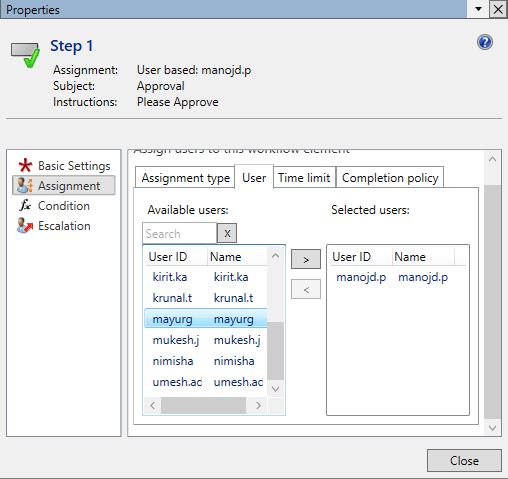 Properties
Step 1
Assignment: User based: manojd.p
Subject: Approval
Instructions: Please Approve
Assign users to this workflow element
Basic Settings
Assignment
fx Condition
Escalation
Assignment type User Time limit Completion policy
Available users: Selected users:
Search X
User ID Name > User ID Name
kirit.ka kirit.ka manojd.p manojd.p
krunal.t krunal.t <
mayurg mayurg
mukesh.j mukesh.j
nimisha nimisha
umesh.ad umesh.ad
Close